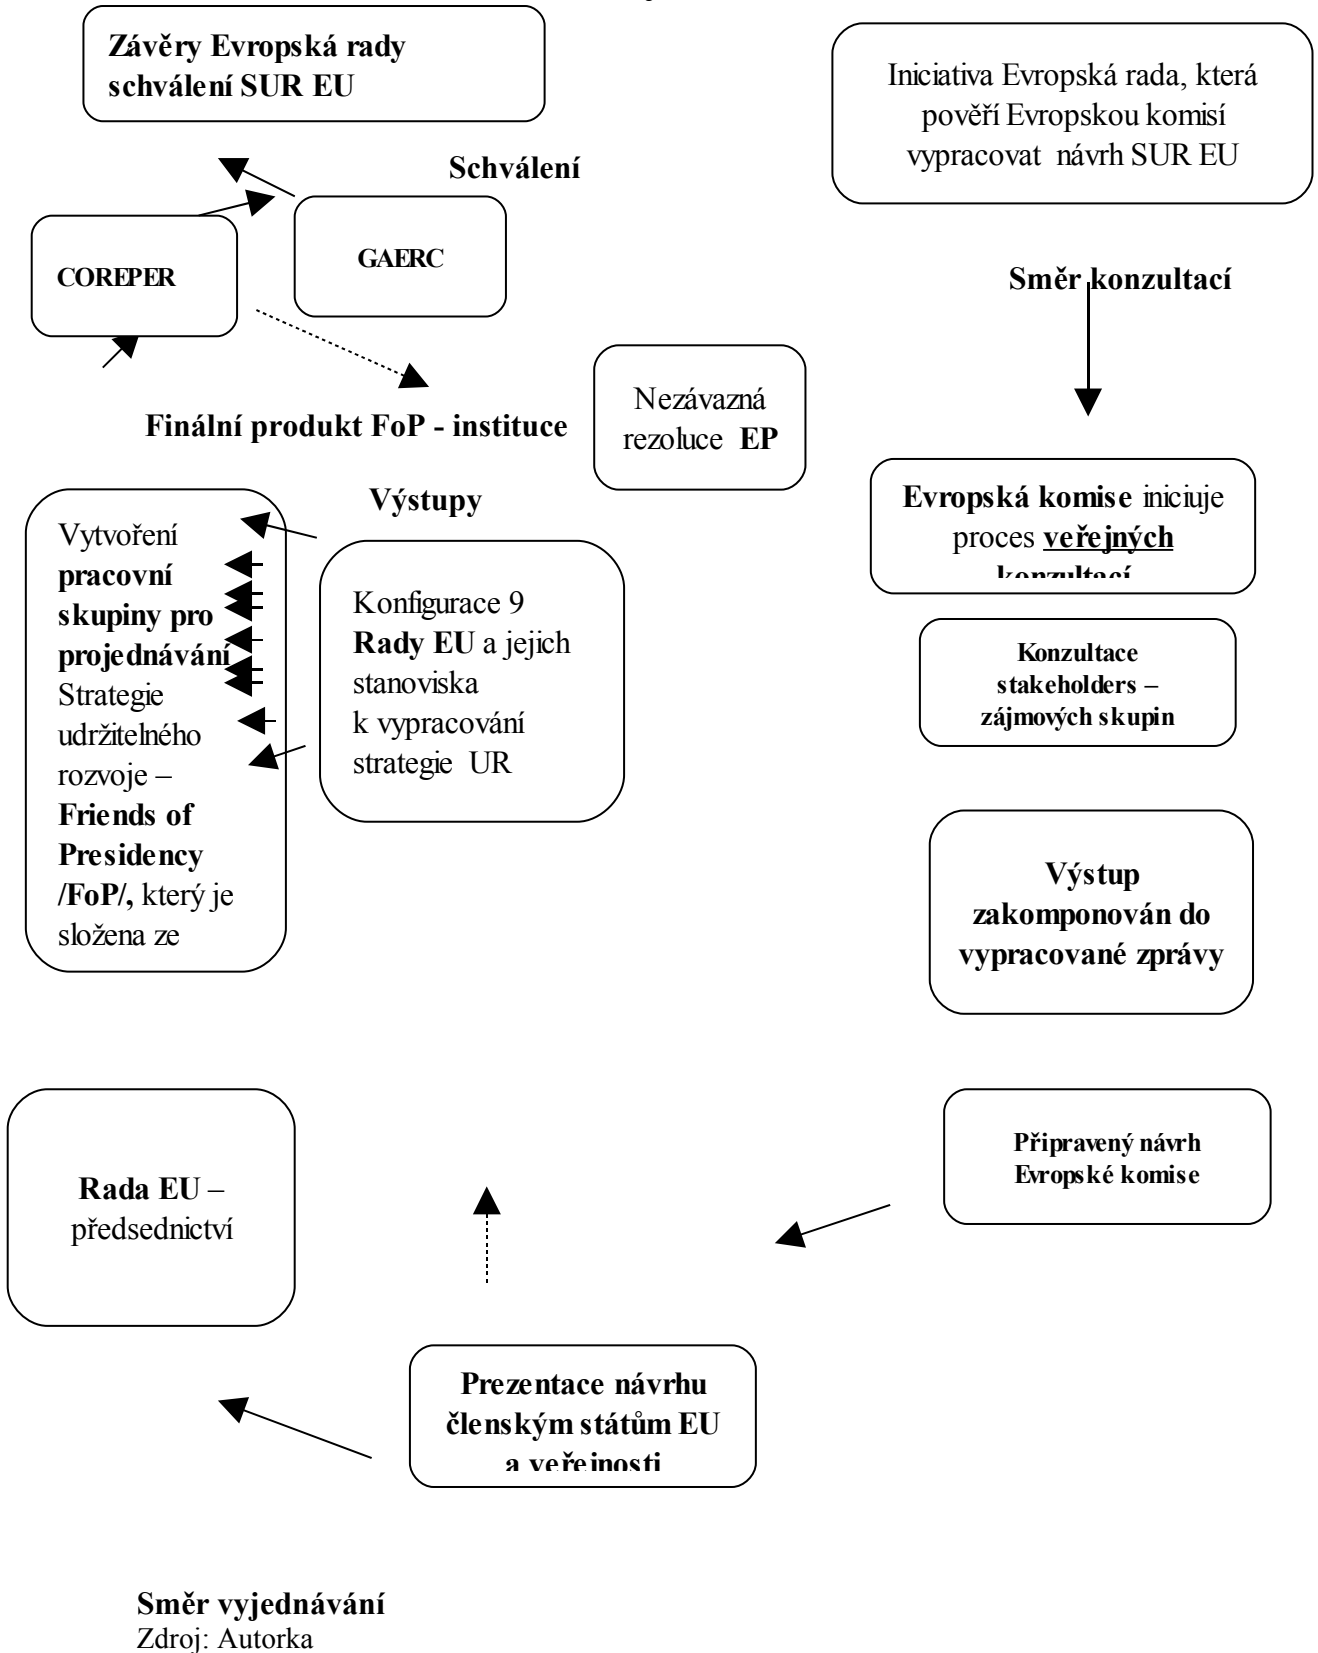 Závěry Evropská rady
schválení SUR EU
Iniciativa Evropská rada, která
pověří Evropskou komisí
vypracovat návrh SUR EU
Schválení
COREPER
GAERC
Směr konzultací
Nezávazná
rezoluce EP
Finální produkt FoP - instituce
Výstupy
Evropská komise iniciuje
proces veřejných
konzultací
Vytvoření
pracovní
skupiny pro
projednávání
Strategie
udržitelného
rozvoje –
Friends of
Presidency
/FoP/, který je
složena ze
Konfigurace 9
Rady EU a jejich
stanoviska
k vypracování
strategie UR
Konzultace
stakeholders –
zájmových skupin
Výstup
zakomponován do
vypracované zprávy
Rada EU –
předsednictví
Připravený návrh
Evropské komise
Prezentace návrhu
členským státům EU
a veřejnosti
Směr vyjednávání
Zdroj: Autorka